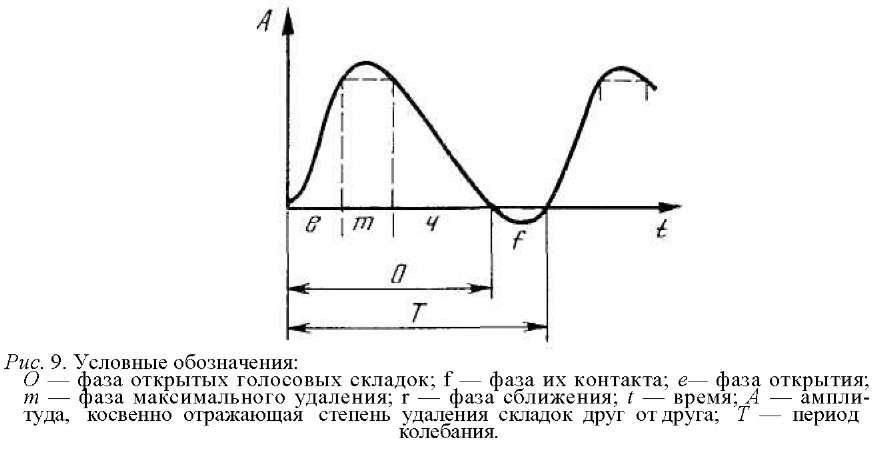 A
e m ч f t
O
T
Рис. 9. Условные обозначения:
O — фаза открытых голосовых складок; f — фаза их контакта; e— фаза открытия;
m — фаза максимального удаления; r — фаза сближения; t — время; A — ампли-
туда, косвенно отражающая степень удаления складок друг от друга; T — период
колебания.